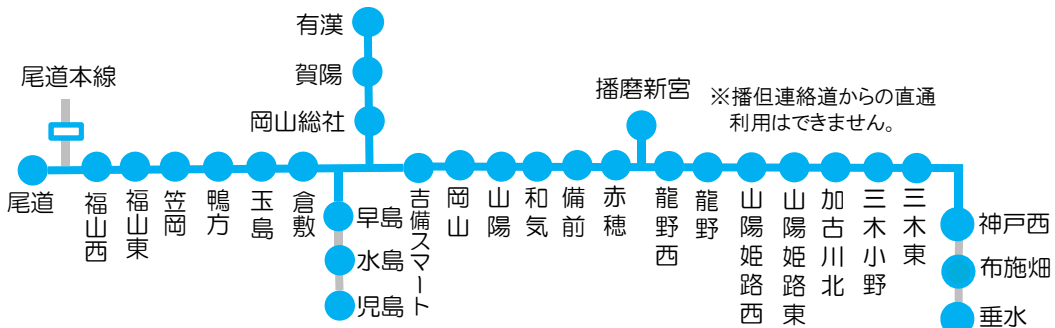 有漢
尾道本線
賀陽
播磨新宮
※播但連絡道からの直通
利用はできません。
岡山総社
尾道
福山西
福山東
笠岡
鴨方
玉島
倉敷
早島
水島
児島
吉備スマート
岡山
山陽
和気
備前
赤穂
龍野西
龍野
山陽姫路西
山陽姫路東
加古川北
三木小野
三木東
神戸西
布施畑
垂水